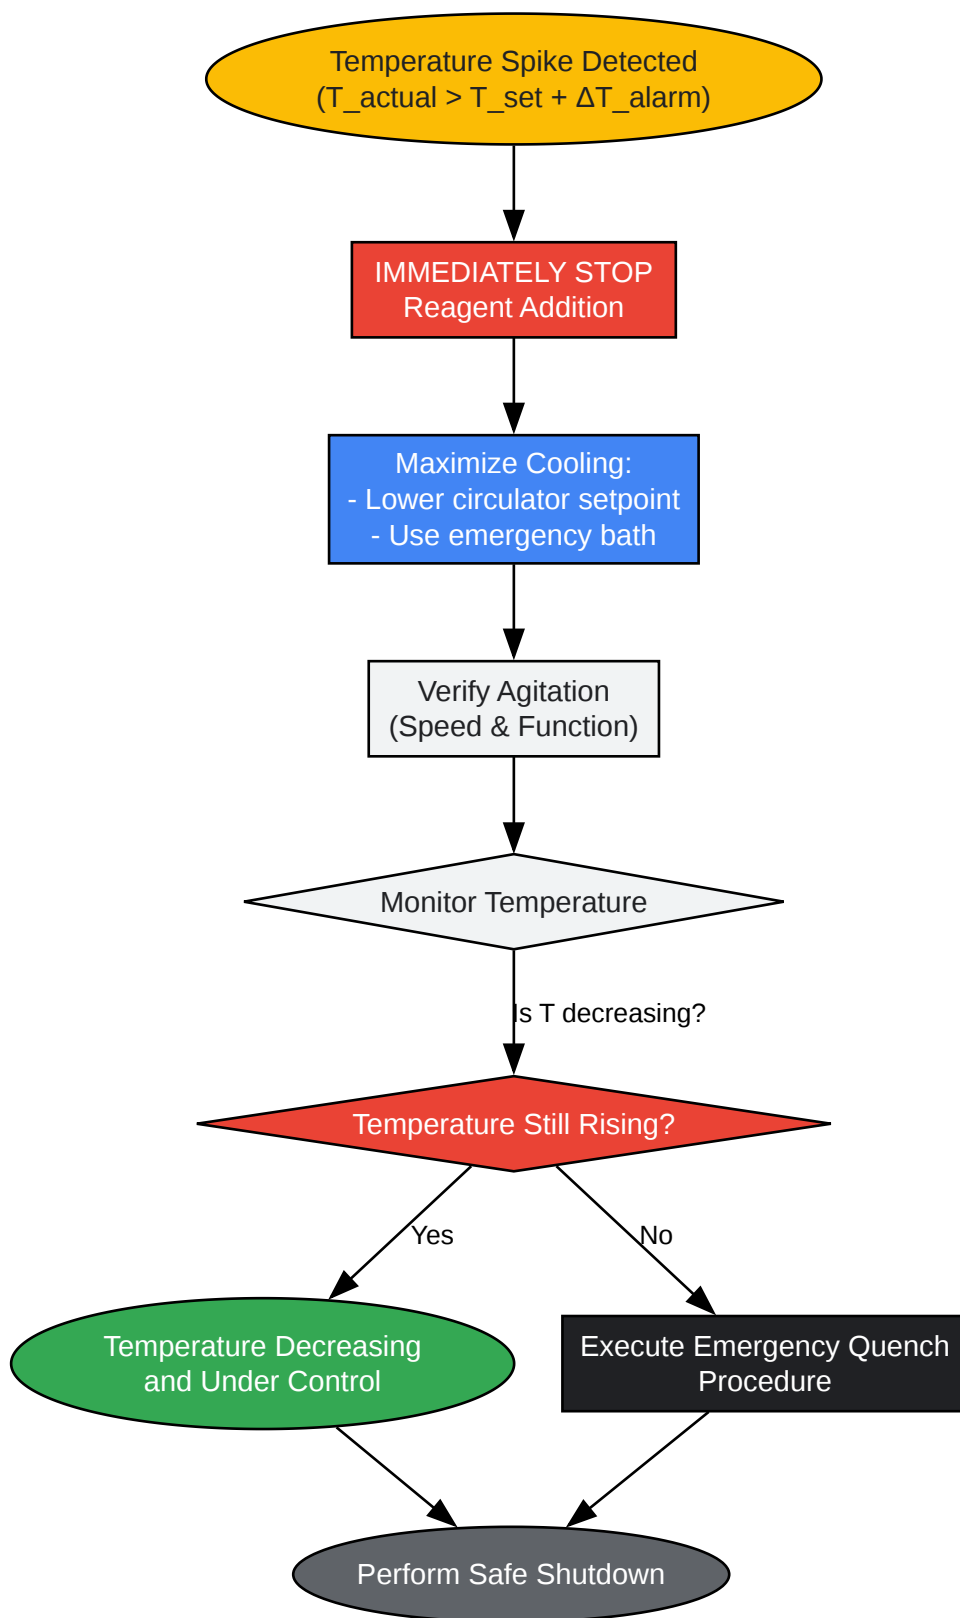 Temperature Spike Detected
(T_actual > T_set + ΔT_alarm)
IMMEDIATELY STOP
Reagent Addition
Maximize Cooling:
- Lower circulator setpoint
- Use emergency bath
Verify Agitation
(Speed & Function)
Monitor Temperature
Is T decreasing?
Temperature Still Rising?
Yes
No
Temperature Decreasing
and Under Control
Execute Emergency Quench
Procedure
Perform Safe Shutdown